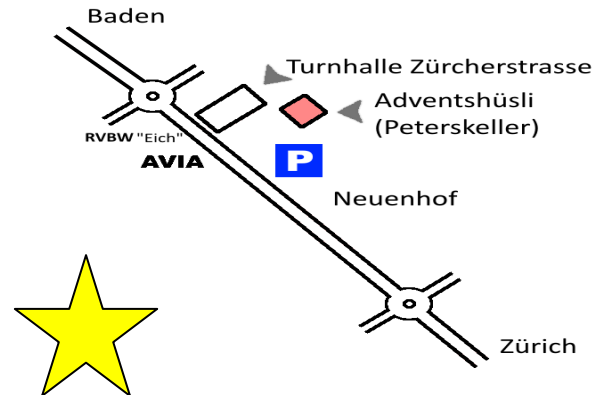 Baden
Turnhalle Zürcherstrasse
Adventshüsli
(Peterskeller)
RVBW "Eich"
AVIA
P
Neuenhof
Zürich